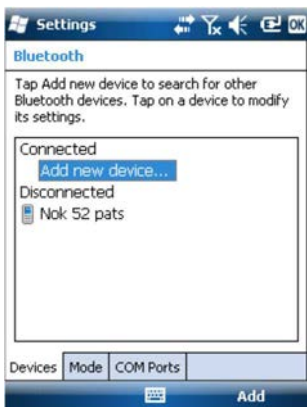 Settings
OK
Bluetooth
Tap Add new device to search for other
Bluetooth devices. Tap on a device to modify
its settings.
Connected
Add new device...
Disconnected
Nok 52 pats
Devices Mode COM Ports
Add